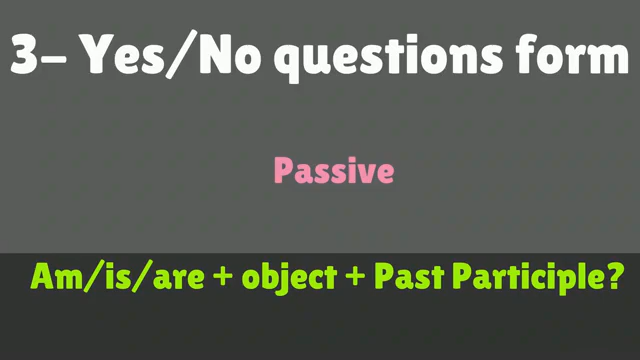 3- Yes/No questions form
Passive
Am/is/are + object + Past Participle?